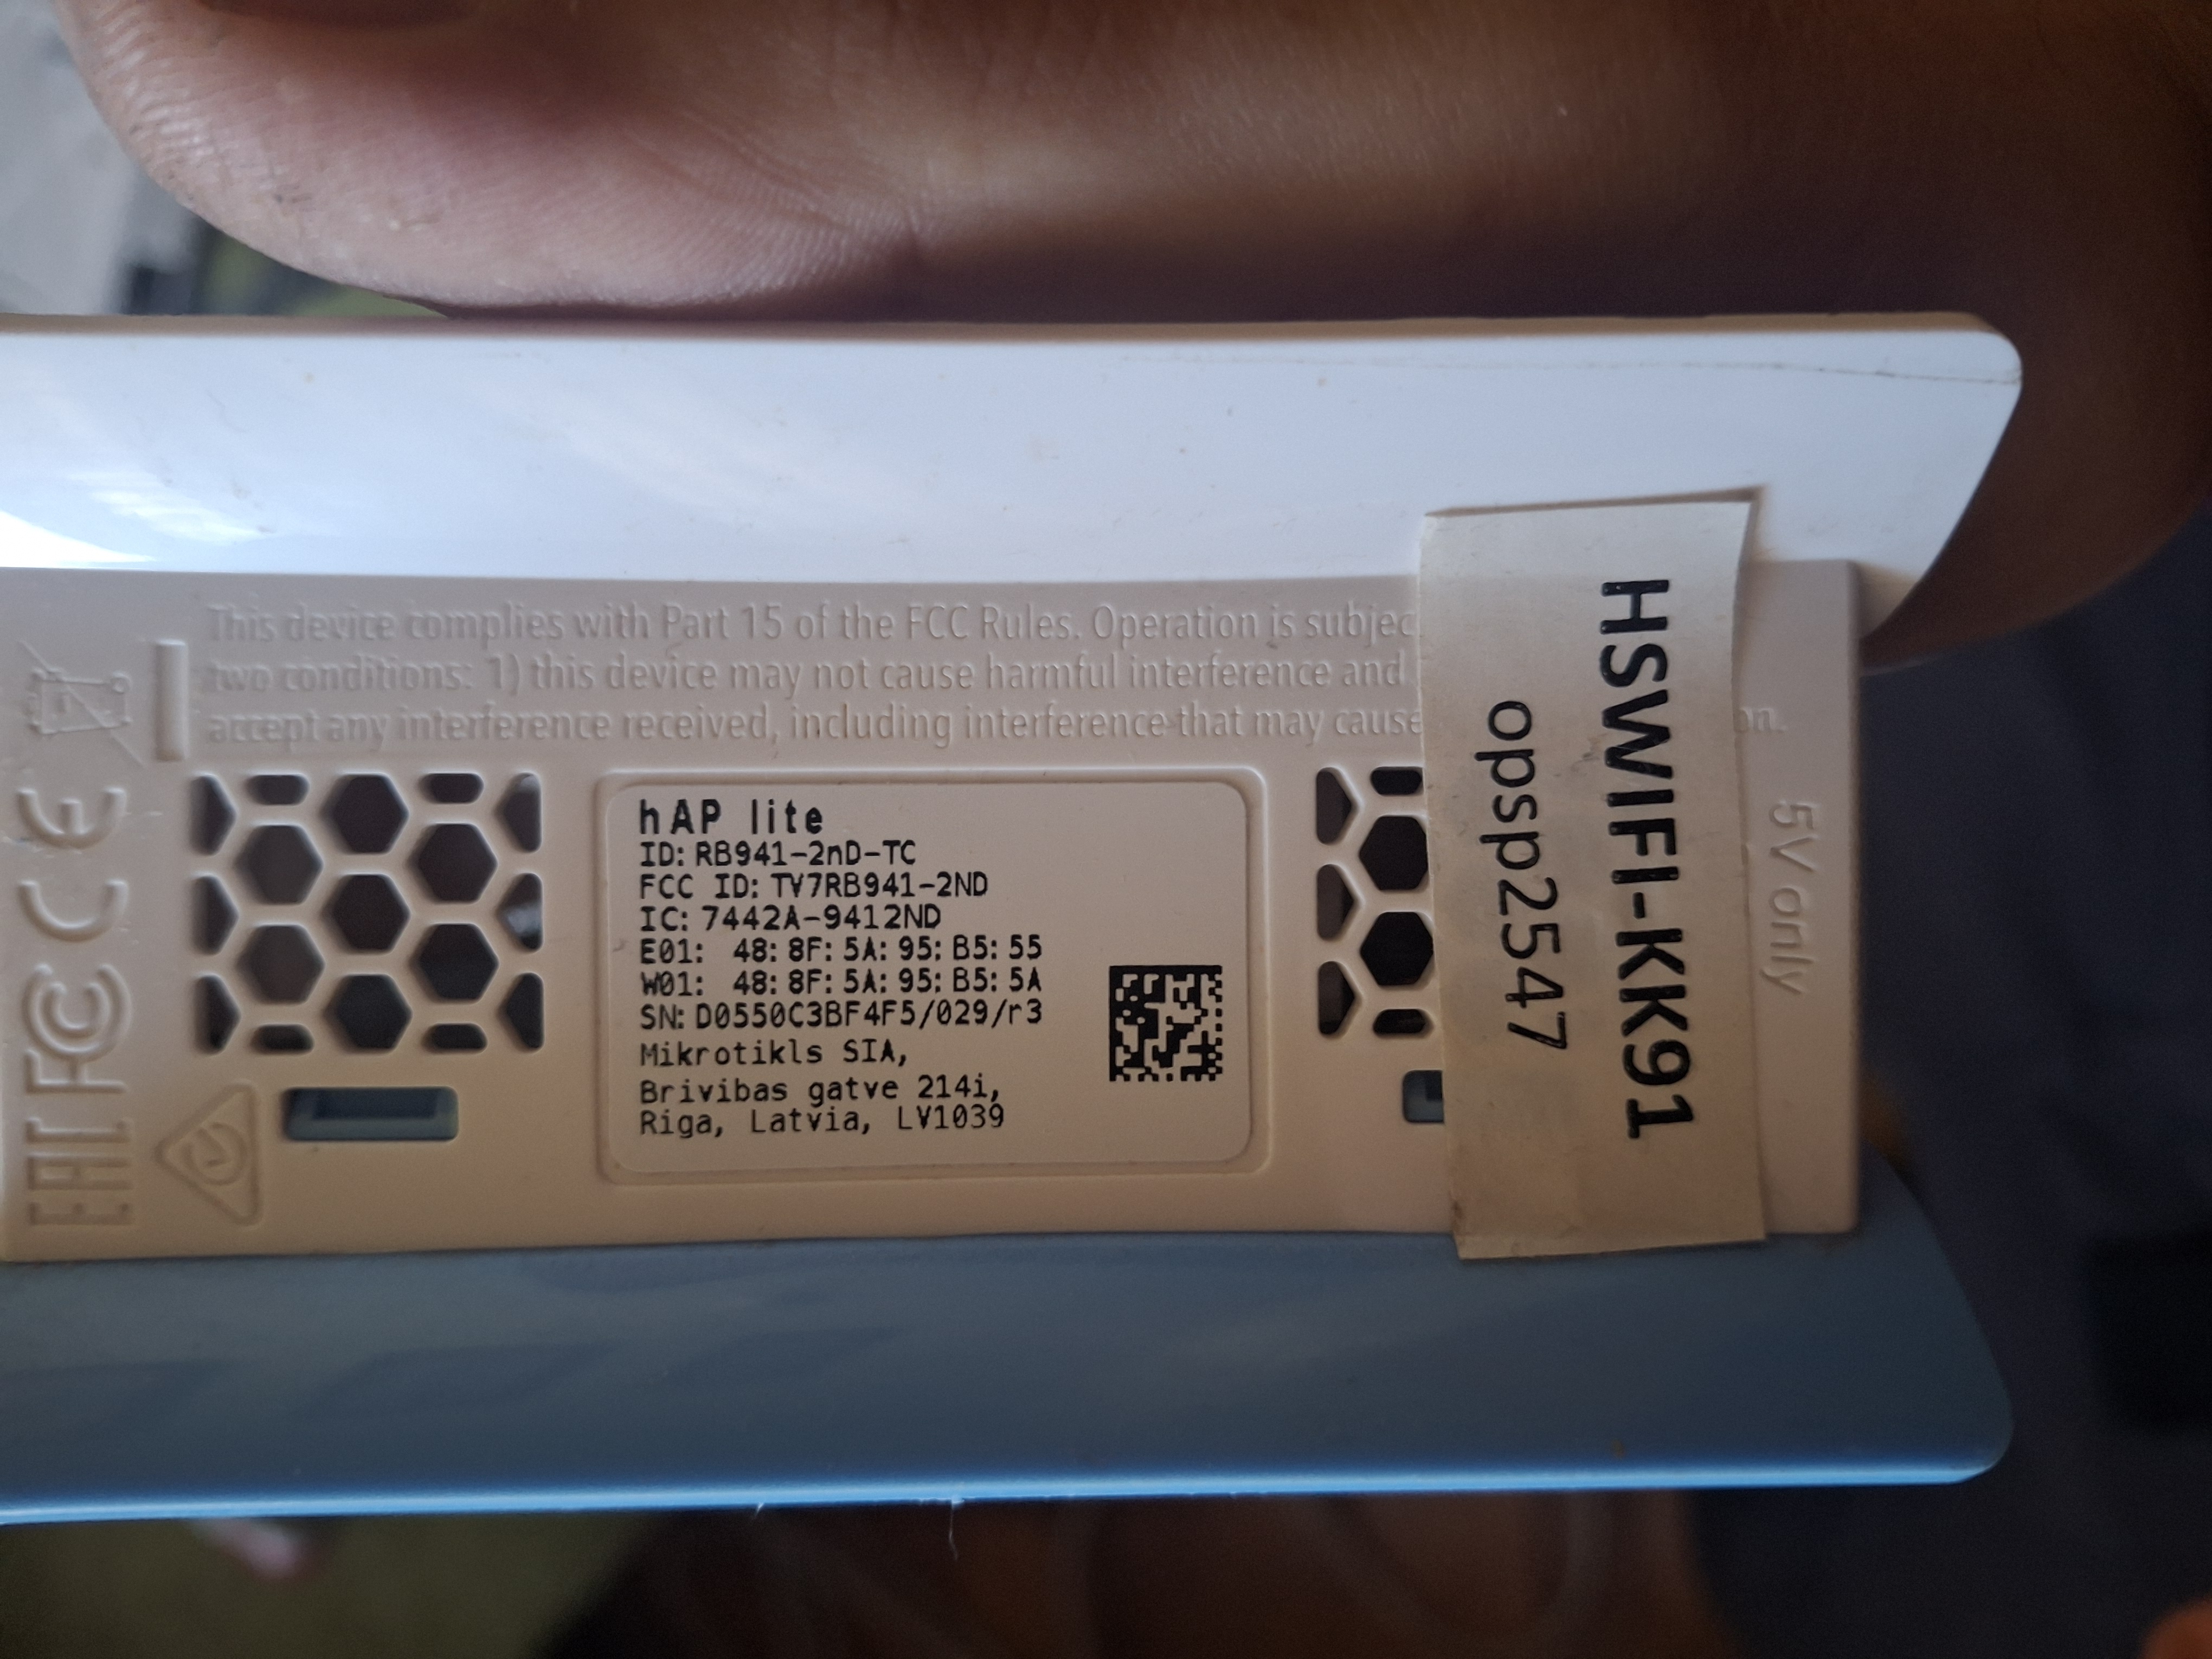 This device complies with Part 15 of the FCC Rules. Operation is subjec
two conditions: 1) this device may not cause harmful interference and
accept any interference received, including interference that may cause
on.
hAP lite
ID: RB941-2nD-TC
FCC ID: TV7RB941-2ND
IC: 7442A-9412ND
E01: 48:8F:5A:95:B5:55
W01: 48:8F:5A:95:B5:5A
SN: D0550C3BF4F5/029/r3
Mikrotikls SIA,
Brivibas gatve 214i,
Riga, Latvia, LV1039
HSWIFI-KK91
opsp2547
5V only
CE
FC
EAC